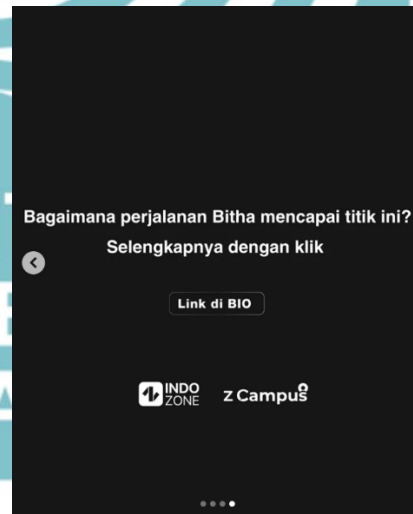 Bagaimana perjalanan Bitha mencapai titik ini?
Selengkapnya dengan klik
Link di BIO
INDO
ZONE
Z Campus